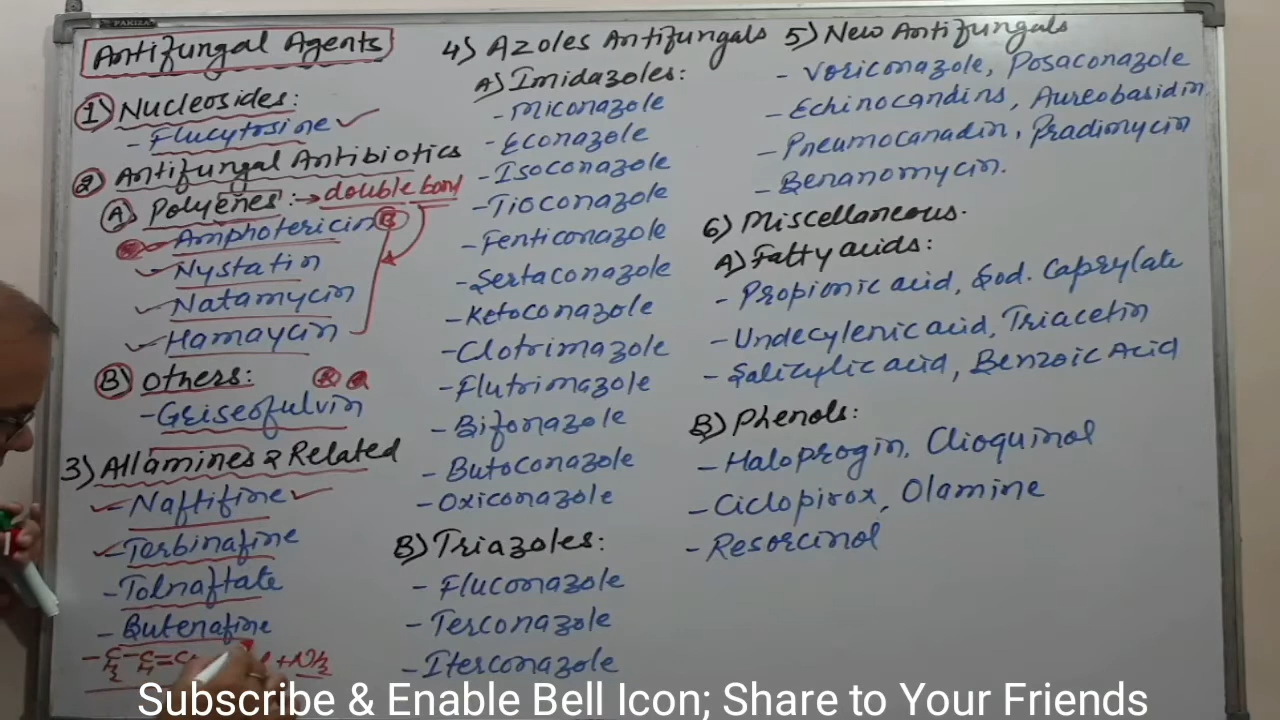 PAKIZA
Antifungal Agents
1) Nucleosides:
- Flucytosine ✓
2 Antifungal Antibiotics
A) Polyenes: → double bond
- Amphotericin B
- Nystatin
- Natamycin
- Hamaycin
B) Others:
- Griseofulvin
3) Allamines & Related
- Naftifine ✓
- Terbinafine
- Tolnaftate
- Butenafine
+ NH3
4) Azoles Antifungals
A) Imidazoles:
- Miconazole
- Econazole
- Isoconazole
- Tioconazole
- Fenticonazole
- Sertaconazole
- Ketoconazole
- Clotrimazole
- Flutrimazole
- Bifonazole
- Butoconazole
- Oxiconazole
B) Triazoles:
- Fluconazole
- Terconazole
- Iterconazole
5) New Antifungals
- Voriconazole, Posaconazole
- Echinocandins, Aureobasidin
- Pneumocanadin, Pradimycin
- Benanomycin.
6) Miscellaneous.
A) Fatty acids:
- Propionic acid, Sod. Caprylate
- Undecylenic acid, Triacetin
- Salicylic acid, Benzoic Acid
B) Phenols:
- Haloprogin, Clioquinol
- Ciclopirox, Olamine
- Resorcinol
Subscribe & Enable Bell Icon; Share to Your Friends